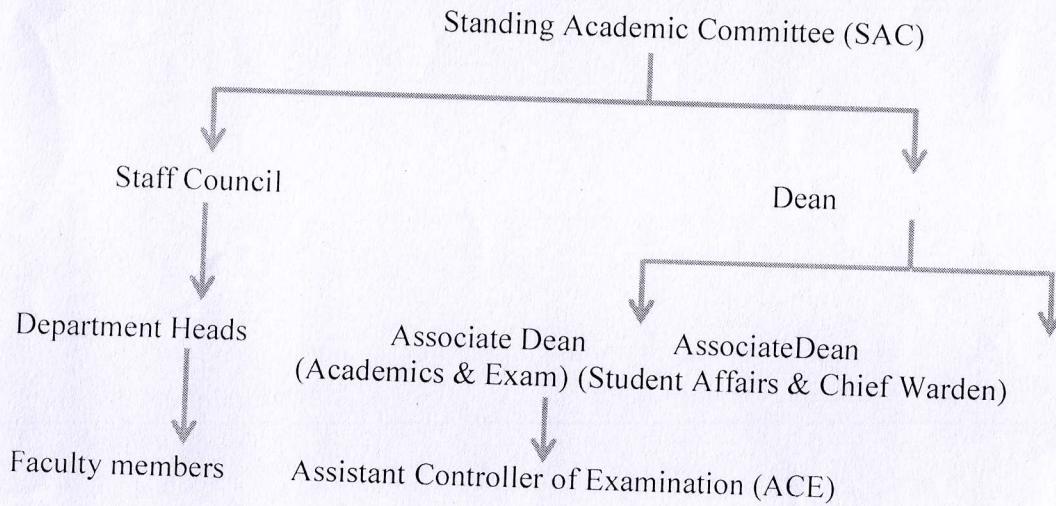 Standing Academic Committee (SAC)
Staff Council
Dean
Department Heads
Associate Dean
(Academics & Exam)
AssociateDean
(Student Affairs & Chief Warden)
Faculty members
Assistant Controller of Examination (ACE)